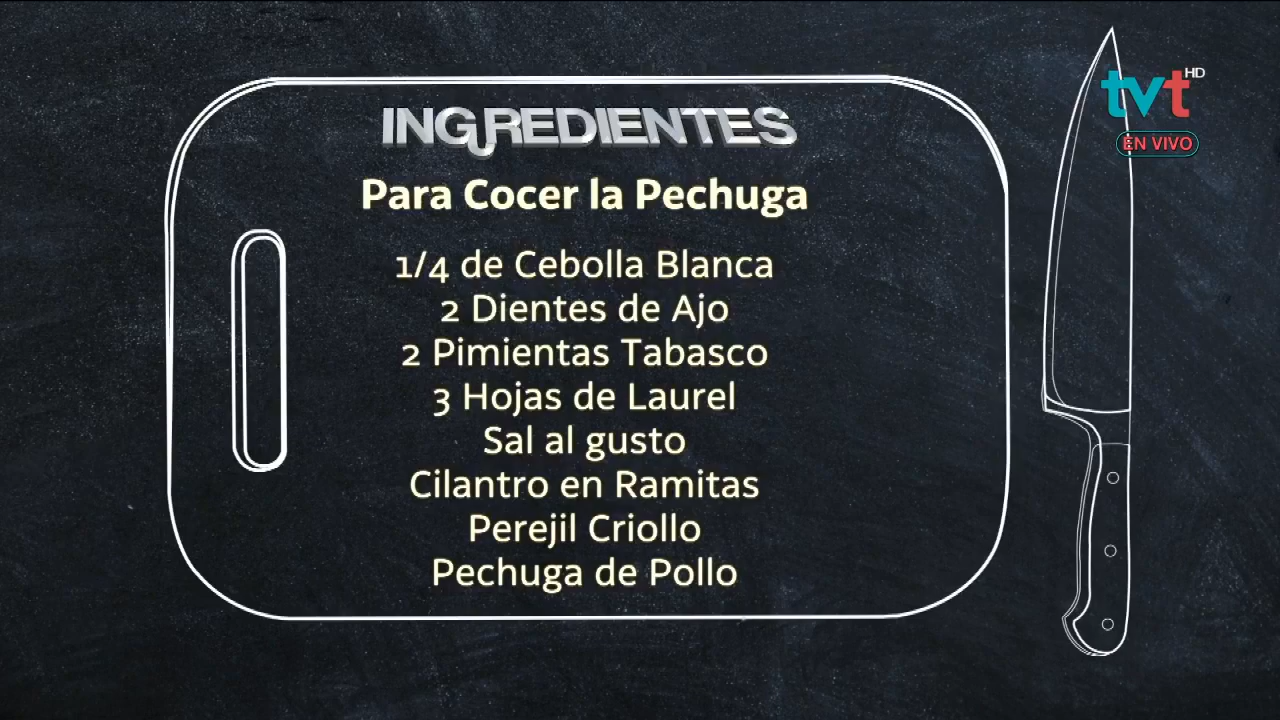 tvt HD
EN VIVO
INGREDIENTES
Para Cocer la Pechuga
1/4 de Cebolla Blanca
2 Dientes de Ajo
2 Pimientas Tabasco
3 Hojas de Laurel
Sal al gusto
Cilantro en Ramitas
Perejil Criollo
Pechuga de Pollo